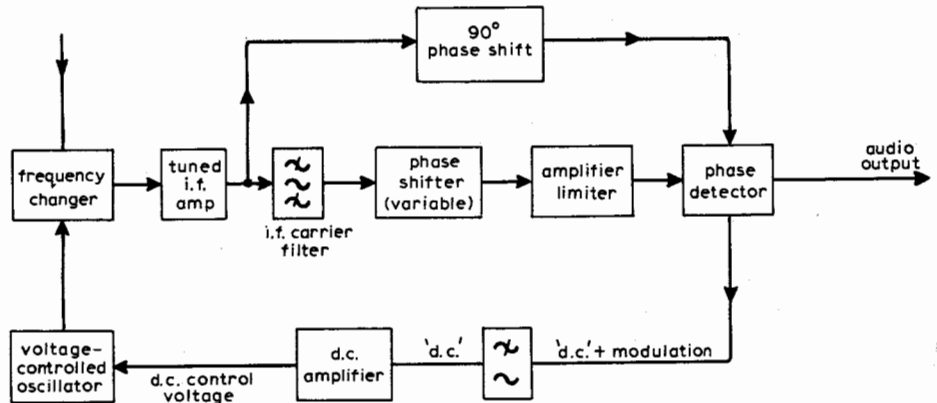 90°
phase shift
frequency
changer
tuned
i.f.
amp
i.f. carrier
filter
phase
shifter
(variable)
amplifier
limiter
phase
detector
audio
output
voltage-
controlled
oscillator
d.c. control
voltage
d.c.
amplifier
'd.c.'
'd.c.' + modulation